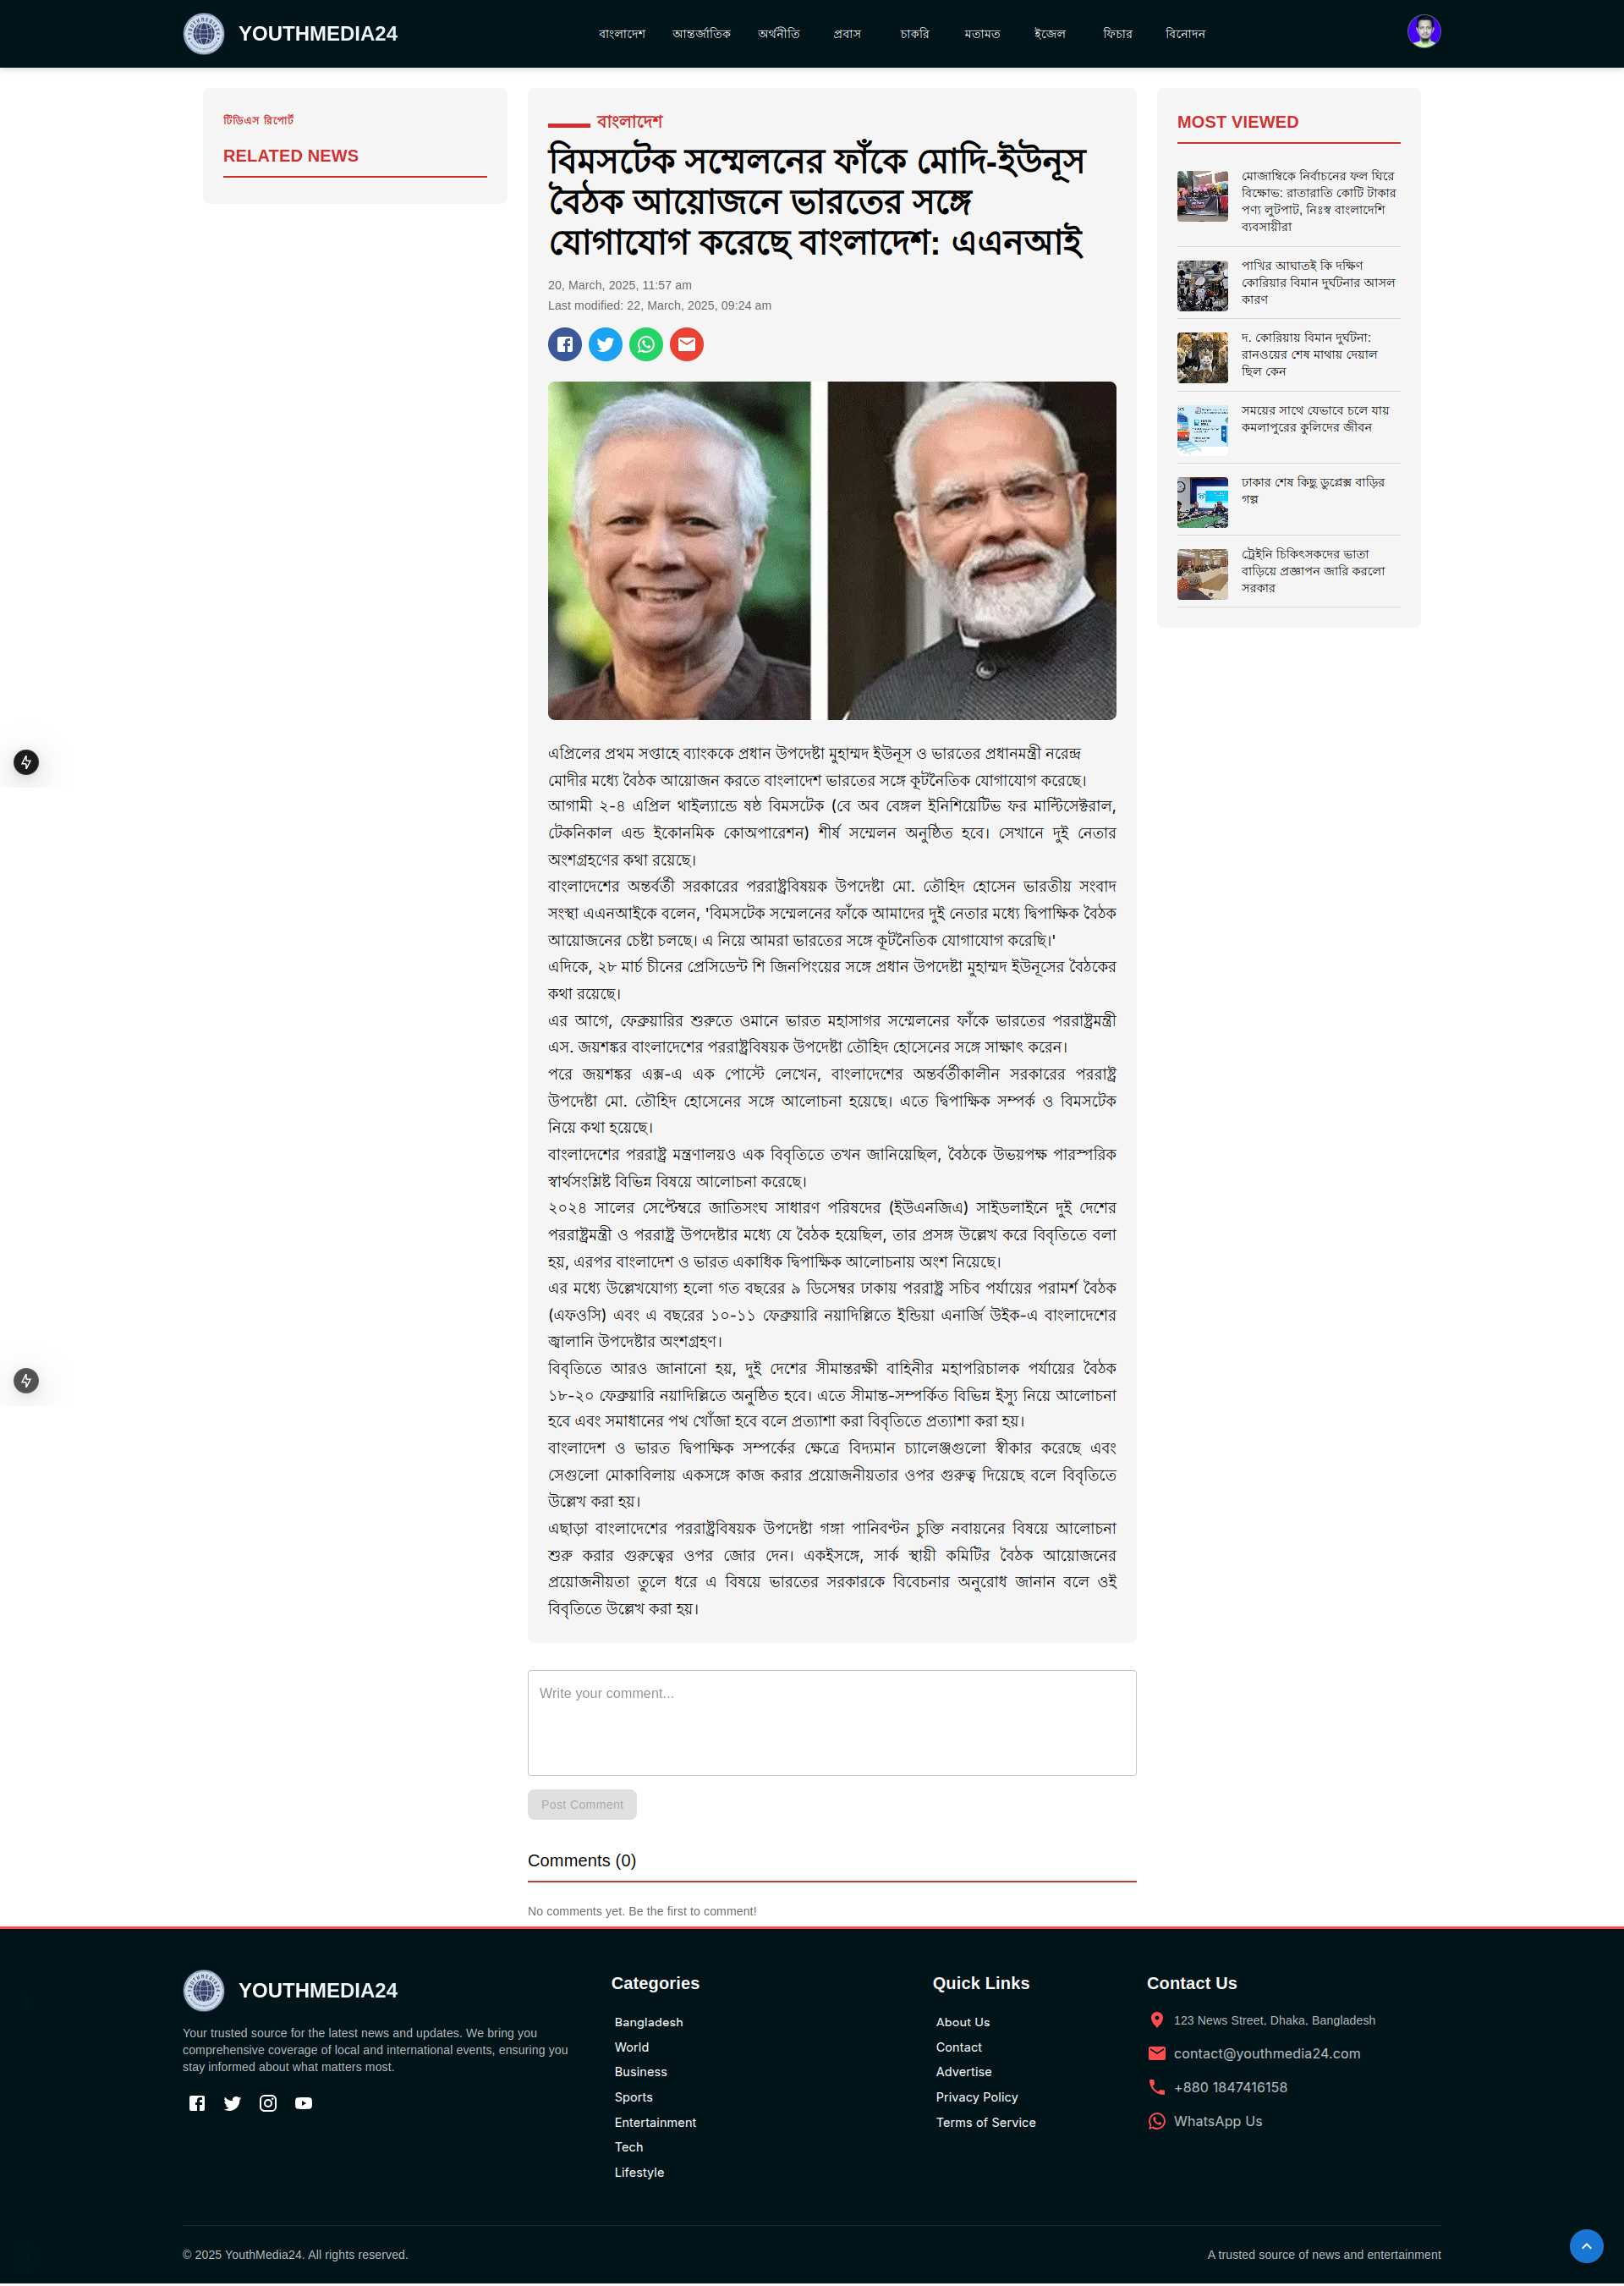 YOUTHMEDIA24
বাংলাদেশ
আন্তর্জাতিক
অর্থনীতি
প্রবাস
চাকরি
মতামত
ইজেল
ফিচার
বিনোদন
টিডিএস রিপোর্ট
RELATED NEWS
বাংলাদেশ
বিমসটেক সম্মেলনের ফাঁকে মোদি-ইউনূস
বৈঠক আয়োজনে ভারতের সঙ্গে
যোগাযোগ করেছে বাংলাদেশ: এএনআই
20, March, 2025, 11:57 am
Last modified: 22, March, 2025, 09:24 am
এপ্রিলের প্রথম সপ্তাহে ব্যাংককে প্রধান উপদেষ্টা মুহাম্মদ ইউনূস ও ভারতের প্রধানমন্ত্রী নরেন্দ্র
মোদীর মধ্যে বৈঠক আয়োজন করতে বাংলাদেশ ভারতের সঙ্গে কূটনৈতিক যোগাযোগ করেছে।
আগামী ২-৪ এপ্রিল থাইল্যান্ডে ষষ্ঠ বিমসটেক (বে অব বেঙ্গল ইনিশিয়েটিভ ফর মাল্টিসেক্টরাল,
টেকনিকাল এন্ড ইকোনমিক কোঅপারেশন) শীর্ষ সম্মেলন অনুষ্ঠিত হবে। সেখানে দুই নেতার
অংশগ্রহণের কথা রয়েছে।
বাংলাদেশের অন্তর্বর্তী সরকারের পররাষ্ট্রবিষয়ক উপদেষ্টা মো. তৌহিদ হোসেন ভারতীয় সংবাদ
সংস্থা এএনআইকে বলেন, 'বিমসটেক সম্মেলনের ফাঁকে আমাদের দুই নেতার মধ্যে দ্বিপাক্ষিক বৈঠক
আয়োজনের চেষ্টা চলছে। এ নিয়ে আমরা ভারতের সঙ্গে কূটনৈতিক যোগাযোগ করেছি।'
এদিকে, ২৮ মার্চ চীনের প্রেসিডেন্ট শি জিনপিংয়ের সঙ্গে প্রধান উপদেষ্টা মুহাম্মদ ইউনূসের বৈঠকের
কথা রয়েছে।
এর আগে, ফেব্রুয়ারির শুরুতে ওমানে ভারত মহাসাগর সম্মেলনের ফাঁকে ভারতের পররাষ্ট্রমন্ত্রী
এস. জয়শঙ্কর বাংলাদেশের পররাষ্ট্রবিষয়ক উপদেষ্টা তৌহিদ হোসেনের সঙ্গে সাক্ষাৎ করেন।
পরে জয়শঙ্কর এক্স-এ এক পোস্টে লেখেন, বাংলাদেশের অন্তর্বর্তীকালীন সরকারের পররাষ্ট্র
উপদেষ্টা মো. তৌহিদ হোসেনের সঙ্গে আলোচনা হয়েছে। এতে দ্বিপাক্ষিক সম্পর্ক ও বিমসটেক
নিয়ে কথা হয়েছে।
বাংলাদেশের পররাষ্ট্র মন্ত্রণালয়ও এক বিবৃতিতে তখন জানিয়েছিল, বৈঠকে উভয়পক্ষ পারস্পরিক
স্বার্থসংশ্লিষ্ট বিভিন্ন বিষয়ে আলোচনা করেছে।
২০২৪ সালের সেপ্টেম্বরে জাতিসংঘ সাধারণ পরিষদের (ইউএনজিএ) সাইডলাইনে দুই দেশের
পররাষ্ট্রমন্ত্রী ও পররাষ্ট্র উপদেষ্টার মধ্যে যে বৈঠক হয়েছিল, তার প্রসঙ্গ উল্লেখ করে বিবৃতিতে বলা
হয়, এরপর বাংলাদেশ ও ভারত একাধিক দ্বিপাক্ষিক আলোচনায় অংশ নিয়েছে।
এর মধ্যে উল্লেখযোগ্য হলো গত বছরের ৯ ডিসেম্বর ঢাকায় পররাষ্ট্র সচিব পর্যায়ের পরামর্শ বৈঠক
(এফওসি) এবং এ বছরের ১০-১১ ফেব্রুয়ারি নয়াদিল্লিতে ইন্ডিয়া এনার্জি উইক-এ বাংলাদেশের
জ্বালানি উপদেষ্টার অংশগ্রহণ।
বিবৃতিতে আরও জানানো হয়, দুই দেশের সীমান্তরক্ষী বাহিনীর মহাপরিচালক পর্যায়ের বৈঠক
১৮-২০ ফেব্রুয়ারি নয়াদিল্লিতে অনুষ্ঠিত হবে। এতে সীমান্ত-সম্পর্কিত বিভিন্ন ইস্যু নিয়ে আলোচনা
হবে এবং সমাধানের পথ খোঁজা হবে বলে প্রত্যাশা করা বিবৃতিতে প্রত্যাশা করা হয়।
বাংলাদেশ ও ভারত দ্বিপাক্ষিক সম্পর্কের ক্ষেত্রে বিদ্যমান চ্যালেঞ্জগুলো স্বীকার করেছে এবং
সেগুলো মোকাবিলায় একসঙ্গে কাজ করার প্রয়োজনীয়তার ওপর গুরুত্ব দিয়েছে বলে বিবৃতিতে
উল্লেখ করা হয়।
এছাড়া বাংলাদেশের পররাষ্ট্রবিষয়ক উপদেষ্টা গঙ্গা পানিবণ্টন চুক্তি নবায়নের বিষয়ে আলোচনা
শুরু করার গুরুত্বের ওপর জোর দেন। একইসঙ্গে, সার্ক স্থায়ী কমিটির বৈঠক আয়োজনের
প্রয়োজনীয়তা তুলে ধরে এ বিষয়ে ভারতের সরকারকে বিবেচনার অনুরোধ জানান বলে ওই
বিবৃতিতে উল্লেখ করা হয়।
Write your comment...
Post Comment
Comments (0)
No comments yet. Be the first to comment!
MOST VIEWED
মোজাম্বিকে নির্বাচনের ফল ঘিরে
বিক্ষোভ: রাতারাতি কোটি টাকার
পণ্য লুটপাট, নিঃস্ব বাংলাদেশি
ব্যবসায়ীরা
পাখির আঘাতই কি দক্ষিণ
কোরিয়ার বিমান দুর্ঘটনার আসল
কারণ
দ. কোরিয়ায় বিমান দুর্ঘটনা:
রানওয়ের শেষ মাথায় দেয়াল
ছিল কেন
সময়ের সাথে যেভাবে চলে যায়
কমলাপুরের কুলিদের জীবন
ঢাকার শেষ কিছু ডুপ্লেক্স বাড়ির
গল্প
ট্রেইনি চিকিৎসকদের ভাতা
বাড়িয়ে প্রজ্ঞাপন জারি করলো
সরকার
YOUTHMEDIA24
Your trusted source for the latest news and updates. We bring you
comprehensive coverage of local and international events, ensuring you
stay informed about what matters most.
Categories
Bangladesh
World
Business
Sports
Entertainment
Tech
Lifestyle
Quick Links
About Us
Contact
Advertise
Privacy Policy
Terms of Service
Contact Us
123 News Street, Dhaka, Bangladesh
contact@youthmedia24.com
+880 1847416158
WhatsApp Us
© 2025 YouthMedia24. All rights reserved.
A trusted source of news and entertainment